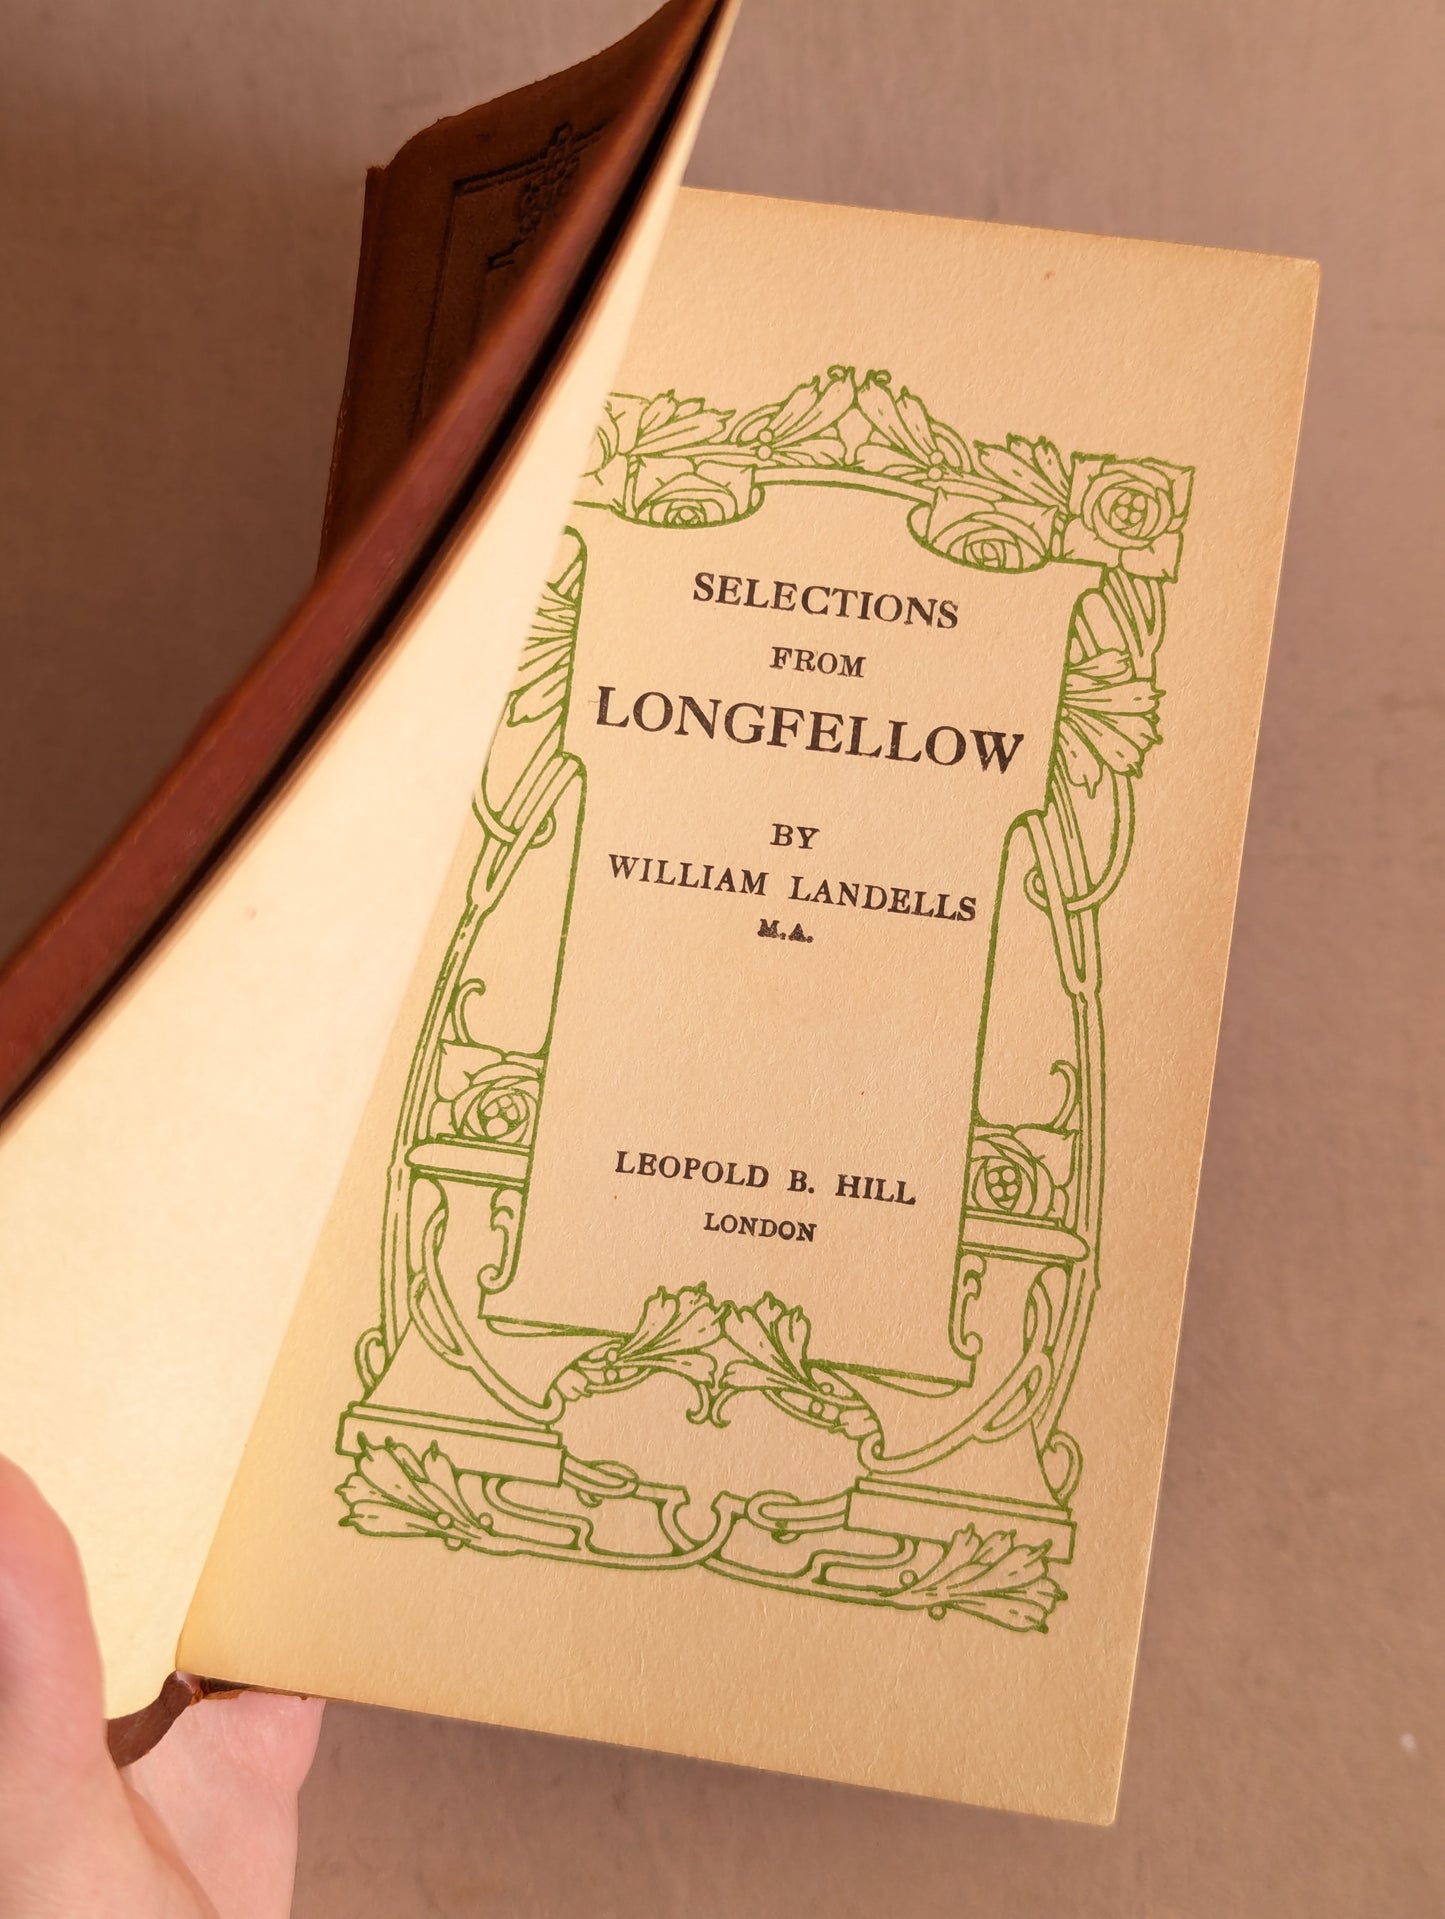 SELECTIONS
FROM
LONGFELLOW
BY
WILLIAM LANDELLS
M.A.
LEOPOLD B. HILL
LONDON